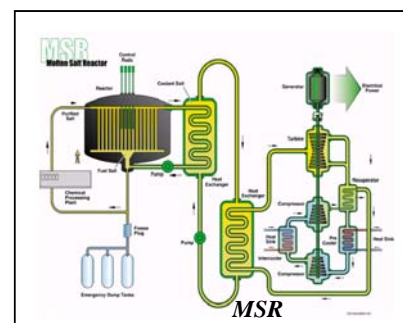 MSR
Molten Salt Reactor
Control
Rods
Reactor
Coolant Salt
Purified
Salt
Fuel Salt
Pump
Heat
Exchanger
Chemical
Processing
Plant
Freeze
Plug
Emergency Dump Tanks
Pump
Heat
Exchanger
Generator
Electrical
Power
Turbine
Recuperator
Compressor
Heat
Sink
Pre
Cooler
Heat Sink
Intercooler
Compressor
MSR